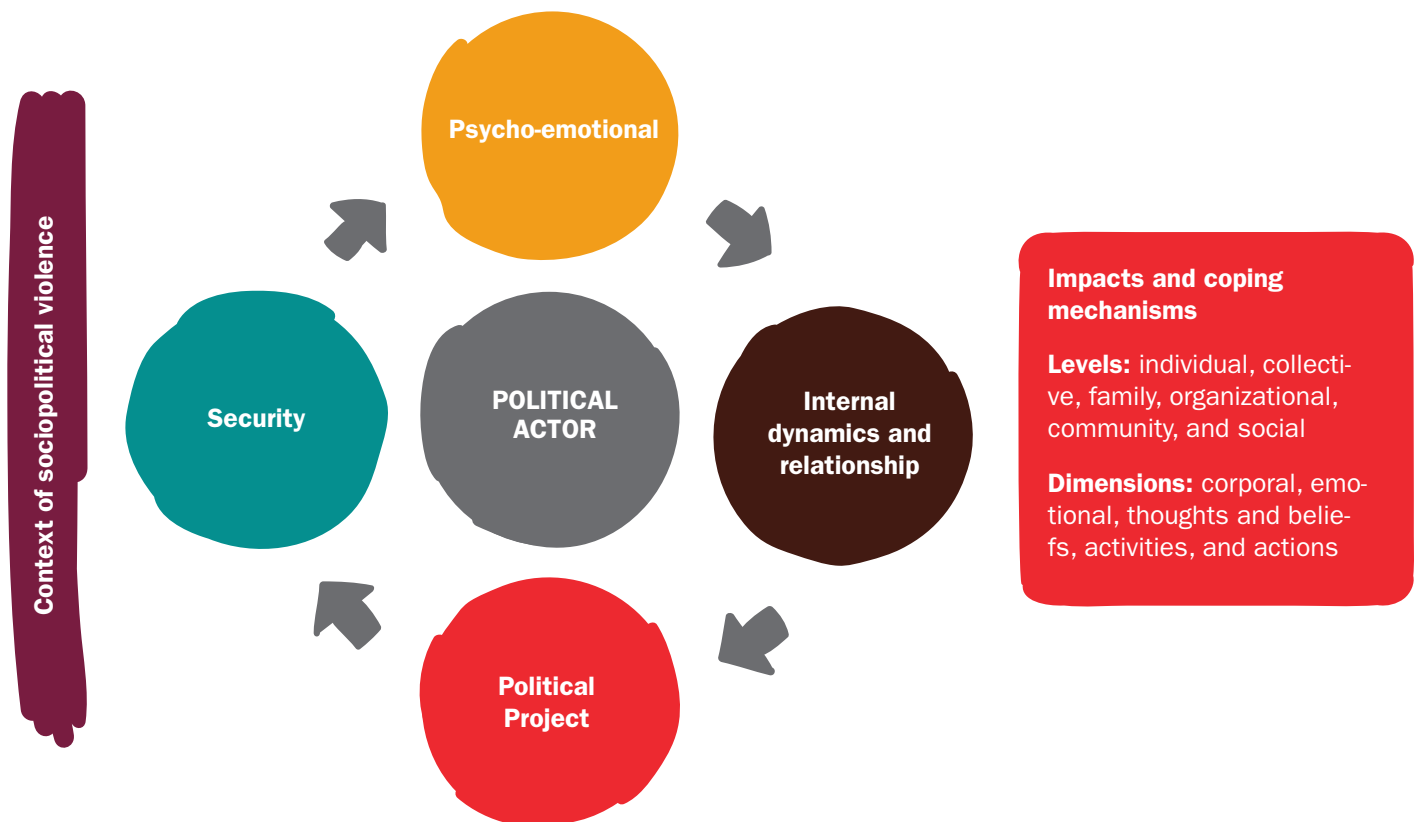 Context of sociopolitical violence
Psycho-emotional
Security
POLITICAL
ACTOR
Internal
dynamics and
relationship
Political
Project
Impacts and coping
mechanisms
Levels: individual, collecti-
ve, family, organizational,
community, and social
Dimensions: corporal, emo-
tional, thoughts and belie-
fs, activities, and actions